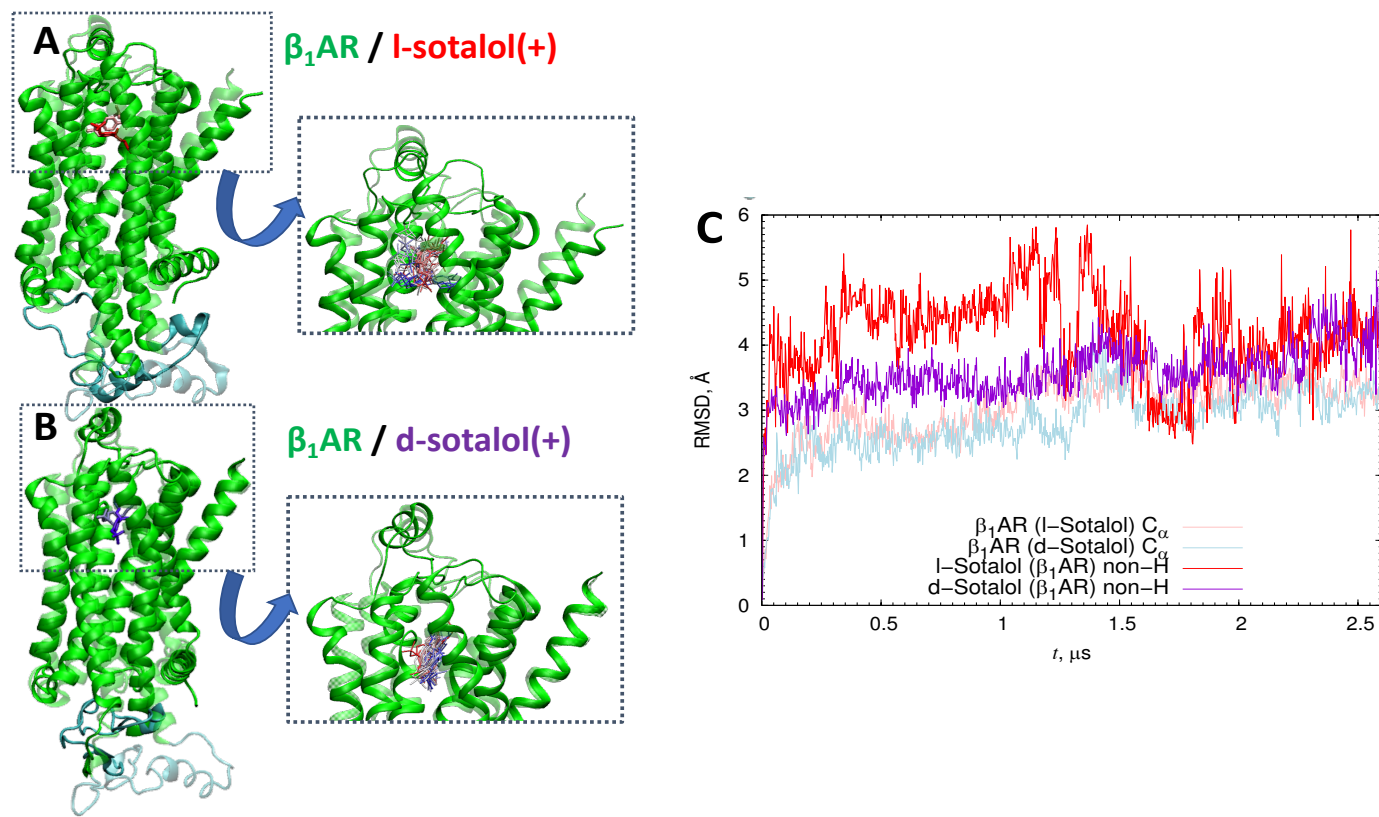 A
β₁AR / l-sotalol(+)
B
β₁AR / d-sotalol(+)
C
RMSD, Å
6
5
4
3
2
1
0
β₁AR (l−Sotalol) Cα
β₁AR (d−Sotalol) Cα
l−Sotalol (β₁AR) non−H
d−Sotalol (β₁AR) non−H
0 0.5 1 1.5 2 2.5
t, μs